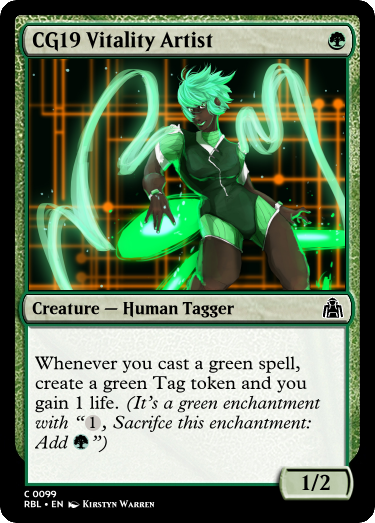 CG19 Vitality Artist
Creature — Human Tagger
Whenever you cast a green spell,
create a green Tag token and you
gain 1 life. (It's a green enchantment
with “1, Sacrifce this enchantment:
Add ”)
1/2
C 0099
RBL • EN Kirstyn Warren